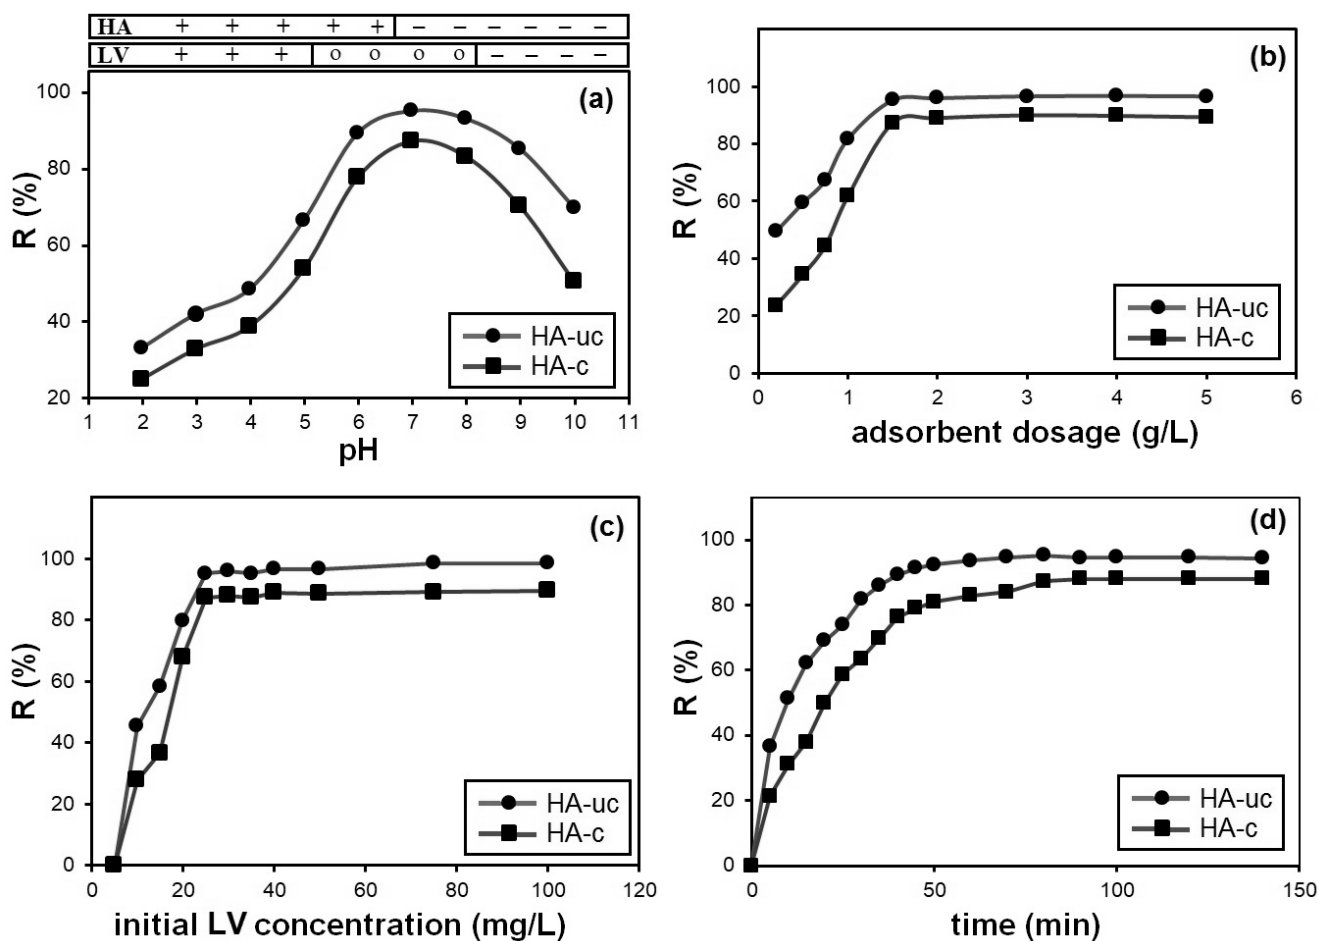 HA + + + + + – – – – –
LV + + + o o o o – – – –
(a)
R (%)
100
80
60
40
20
HA-uc
HA-c
1 2 3 4 5 6 7 8 9 10 11
pH
(b)
R (%)
100
80
60
40
20
0
HA-uc
HA-c
0 1 2 3 4 5 6
adsorbent dosage (g/L)
(c)
R (%)
100
80
60
40
20
0
HA-uc
HA-c
0 20 40 60 80 100 120
initial LV concentration (mg/L)
(d)
R (%)
100
80
60
40
20
0
HA-uc
HA-c
0 50 100 150
time (min)